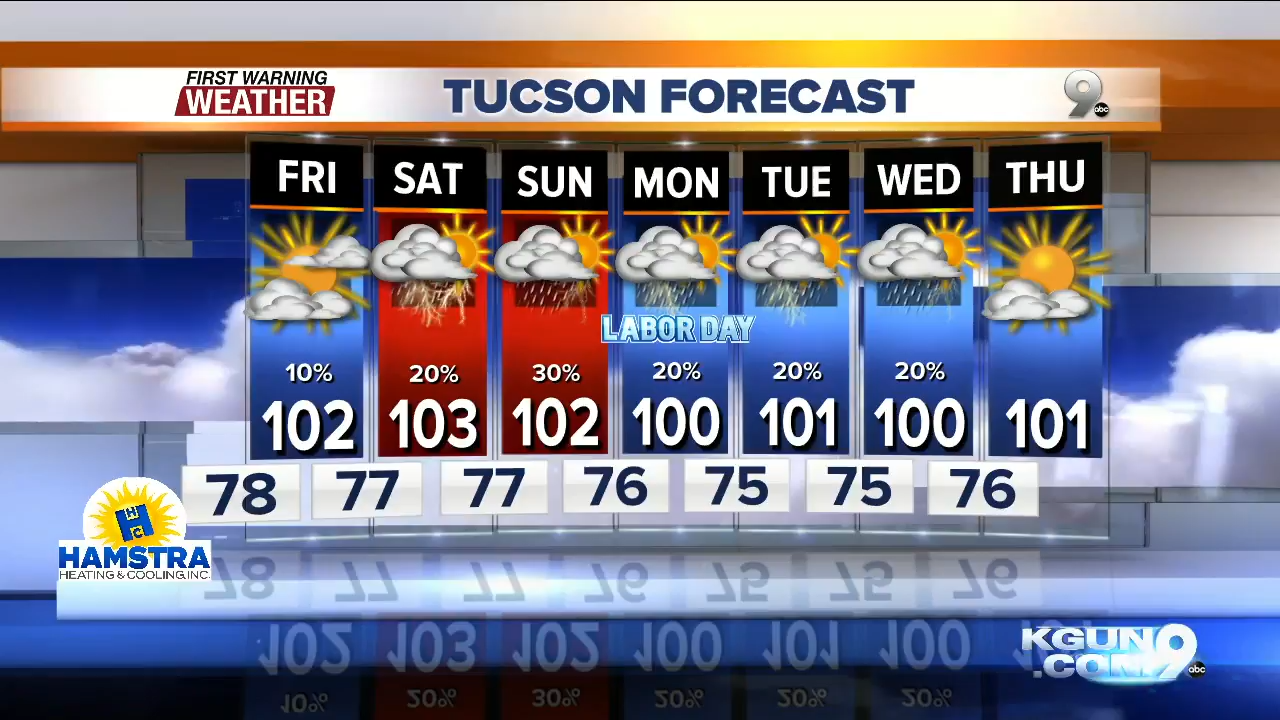 FIRST WARNING
WEATHER
TUCSON FORECAST
9
abc
FRI SAT SUN MON TUE WED THU
LABOR DAY
10% 20% 30% 20% 20% 20%
102 103 102 100 101 100 101
78 77 77 76 75 75 76
H
C
HAMSTRA
HEATING & COOLING, INC.
KGUN9
.COM
abc